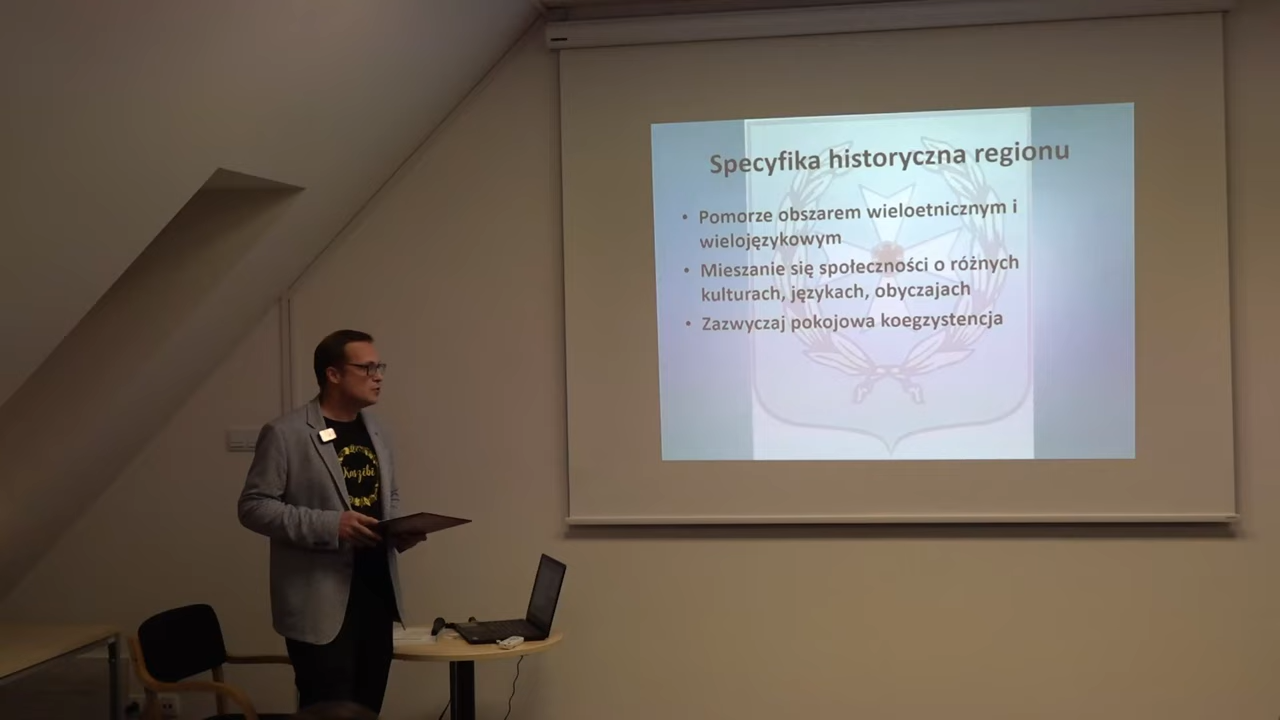 Specyfika historyczna regionu
• Pomorze obszarem wieloetnicznym i
wielojęzykowym
• Mieszanie się społeczności o różnych
kulturach, językach, obyczajach
• Zazwyczaj pokojowa koegzystencja